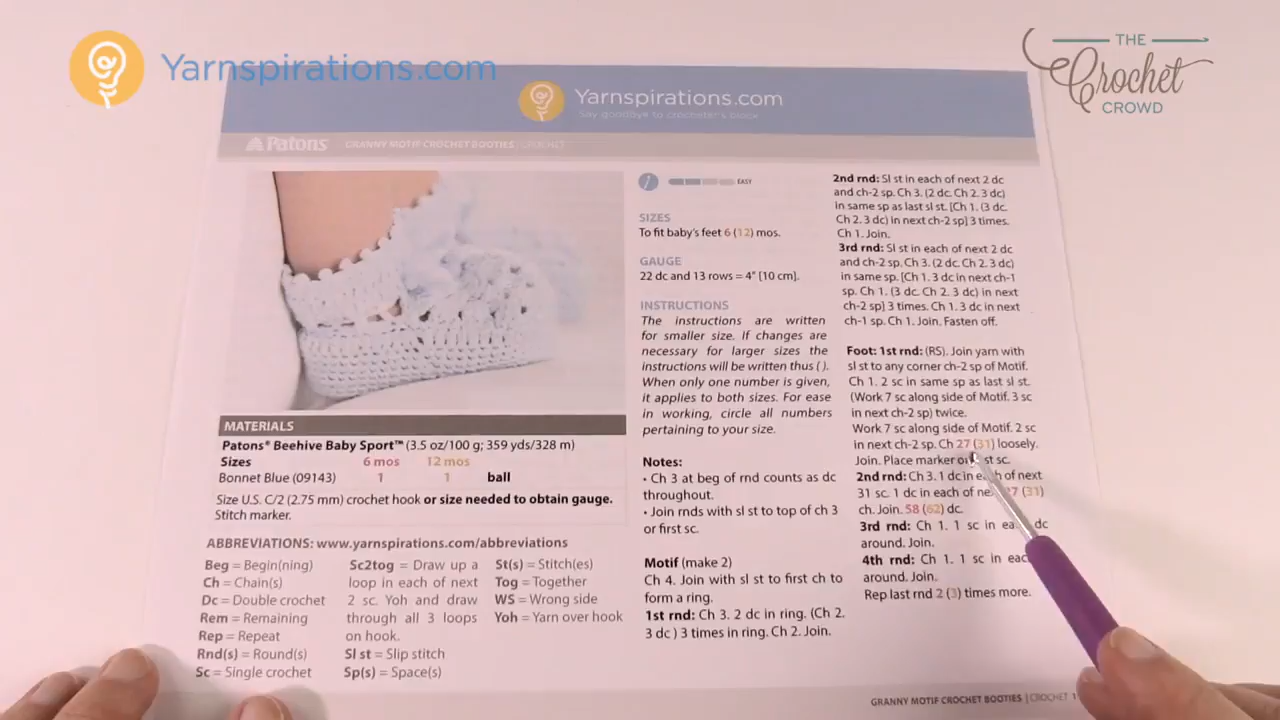 Yarnspirations.com
THE
Crochet
CROWD
Yarnspirations.com
say goodbye to crocheter's block
Patons
GRANNY MOTIF CROCHET BOOTIES | CROCHET
MATERIALS
Patons® Beehive Baby Sport™ (3.5 oz/100 g; 359 yds/328 m)
Sizes 6 mos 12 mos
Bonnet Blue (09143) 1 1 ball
Size U.S. C/2 (2.75 mm) crochet hook or size needed to obtain gauge.
Stitch marker.
ABBREVIATIONS: www.yarnspirations.com/abbreviations
Beg = Begin(ning)
Ch = Chain(s)
Dc = Double crochet
Rem = Remaining
Rep = Repeat
Rnd(s) = Round(s)
Sc = Single crochet
Sc2tog = Draw up a
loop in each of next
2 sc. Yoh and draw
through all 3 loops
on hook.
Sl st = Slip stitch
Sp(s) = Space(s)
St(s) = Stitch(es)
Tog = Together
WS = Wrong side
Yoh = Yarn over hook
EASY
SIZES
To fit baby's feet 6 (12) mos.
GAUGE
22 dc and 13 rows = 4" [10 cm].
INSTRUCTIONS
The instructions are written
for smaller size. If changes are
necessary for larger sizes the
instructions will be written thus ( ).
When only one number is given,
it applies to both sizes. For ease
in working, circle all numbers
pertaining to your size.
Notes:
• Ch 3 at beg of rnd counts as dc
throughout.
• Join rnds with sl st to top of ch 3
or first sc.
Motif (make 2)
Ch 4. Join with sl st to first ch to
form a ring.
1st rnd: Ch 3. 2 dc in ring. (Ch 2.
3 dc ) 3 times in ring. Ch 2. Join.
2nd rnd: Sl st in each of next 2 dc
and ch-2 sp. Ch 3. (2 dc. Ch 2. 3 dc)
in same sp as last sl st. [Ch 1. (3 dc.
Ch 2. 3 dc) in next ch-2 sp] 3 times.
Ch 1. Join.
3rd rnd: Sl st in each of next 2 dc
and ch-2 sp. Ch 3. (2 dc. Ch 2. 3 dc)
in same sp. [Ch 1. 3 dc in next ch-1
sp. Ch 1. (3 dc. Ch 2. 3 dc) in next
ch-2 sp] 3 times. Ch 1. 3 dc in next
ch-1 sp. Ch 1. Join. Fasten off.
Foot: 1st rnd: (RS). Join yarn with
sl st to any corner ch-2 sp of Motif.
Ch 1. 2 sc in same sp as last sl st.
(Work 7 sc along side of Motif. 3 sc
in next ch-2 sp) twice.
Work 7 sc along side of Motif. 2 sc
in next ch-2 sp. Ch 27 (31) loosely.
Join. Place marker on st sc.
2nd rnd: Ch 3. 1 dc in each of next
31 sc. 1 dc in each of next 27 (31)
ch. Join. 58 (62) dc.
3rd rnd: Ch 1. 1 sc in dc
around. Join.
4th rnd: Ch 1. 1 sc in
around. Join.
Rep last rnd 2 (3) times more.
GRANNY MOTIF CROCHET BOOTIES | CROCHET 1